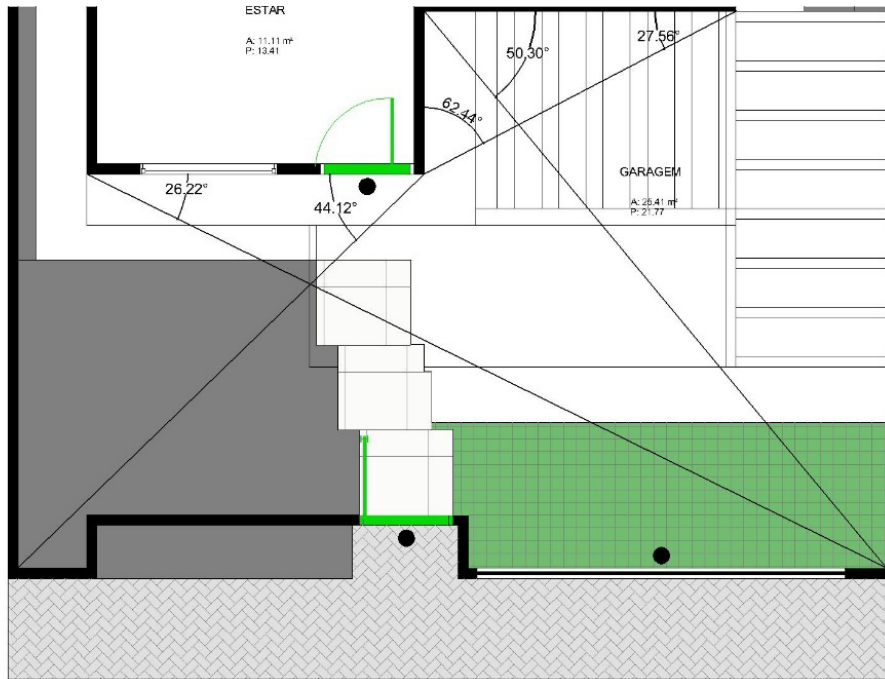 ESTAR
A: 11.11 m²
P: 13.41
50.30°
27.56°
62.44°
GARAGEM
A: 25.41 m²
P: 21.77
26.22°
44.12°